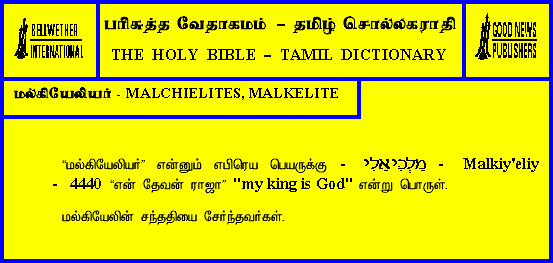 BELLWETHER
INTERNATIONAL
பரிசுத்த வேதாகமம் – தமிழ் சொல்லகராதி
THE HOLY BIBLE – TAMIL DICTIONARY
GOOD NEWS
PUBLISHERS
மல்கியேலியர் - MALCHIELITES, MALKELITE
“மல்கியேலியர்” என்னும் எபிரெய பெயருக்கு - מַלְכִּיאֵלִי - Malkiy'eliy
- 4440 “என் தேவன் ராஜா” "my king is God" என்று பொருள்.
மல்கியேலின் சந்ததியை சேர்ந்தவர்கள்.